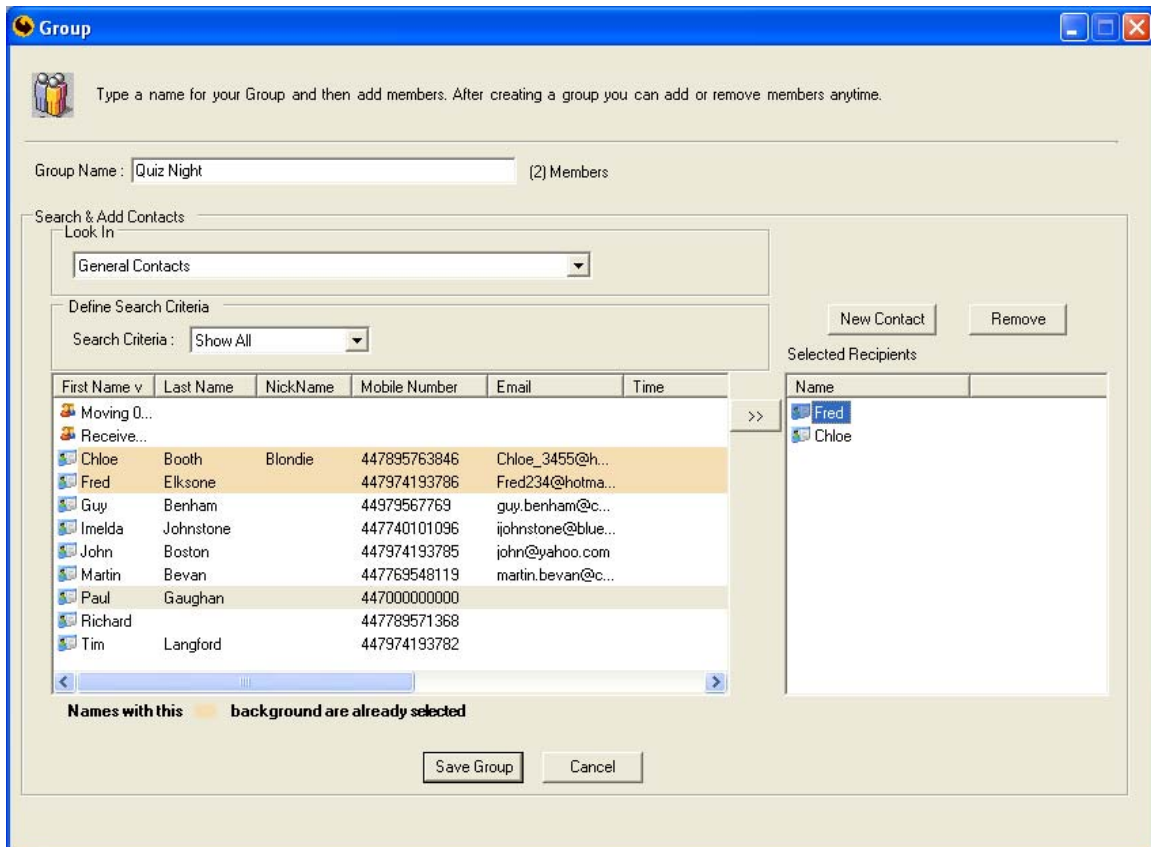 Group
Type a name for your Group and then add members. After creating a group you can add or remove members anytime.
Group Name : Quiz Night (2) Members
Search & Add Contacts
Look In
General Contacts
Define Search Criteria
Search Criteria : Show All
New Contact Remove
Selected Recipients
First Name v Last Name NickName Mobile Number Email Time
Moving 0...
Receive...
Chloe Booth Blondie 447895763846 Chloe_3455@h...
Fred Elksone 447974193786 Fred234@hotma...
Guy Benham 44979567769 guy.benham@c...
Imelda Johnstone 447740101096 ijohnstone@blue...
John Boston 447974193785 john@yahoo.com
Martin Bevan 447769548119 martin.bevan@c...
Paul Gaughan 447000000000
Richard 447789571368
Tim Langford 447974193782
>>
Name
Fred
Chloe
Names with this background are already selected
Save Group Cancel